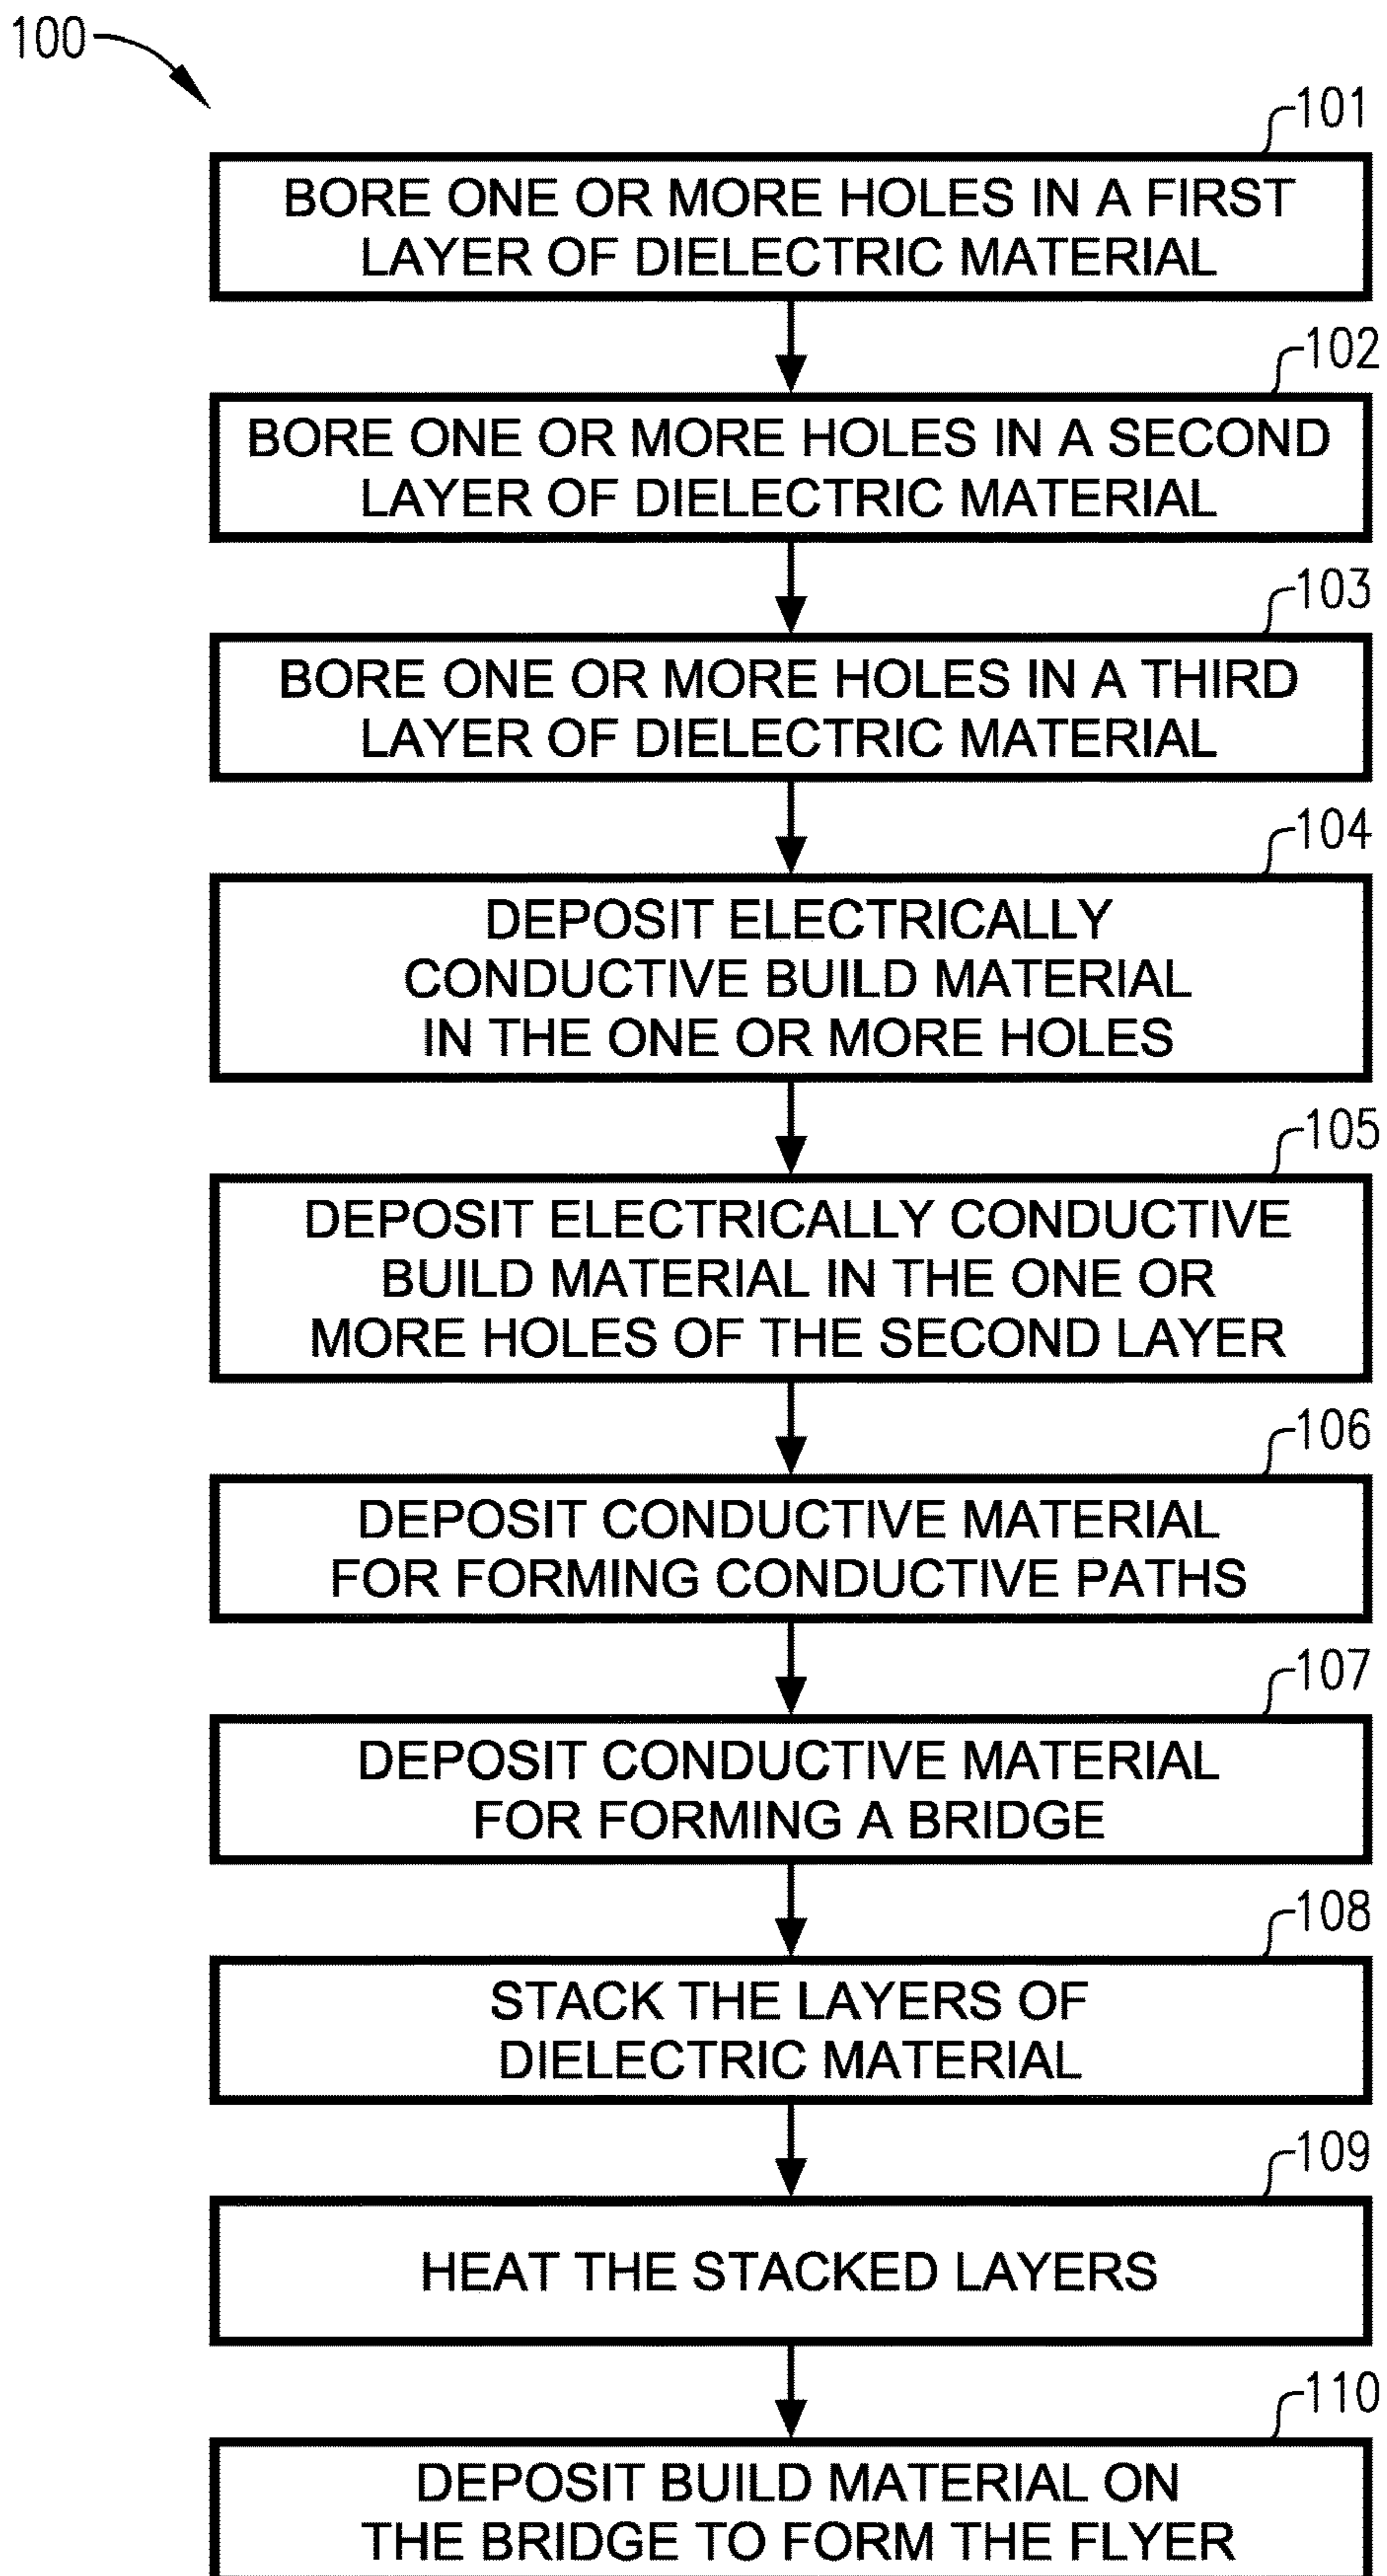 100
101
BORE ONE OR MORE HOLES IN A FIRST
LAYER OF DIELECTRIC MATERIAL
102
BORE ONE OR MORE HOLES IN A SECOND
LAYER OF DIELECTRIC MATERIAL
103
BORE ONE OR MORE HOLES IN A THIRD
LAYER OF DIELECTRIC MATERIAL
104
DEPOSIT ELECTRICALLY
CONDUCTIVE BUILD MATERIAL
IN THE ONE OR MORE HOLES
105
DEPOSIT ELECTRICALLY CONDUCTIVE
BUILD MATERIAL IN THE ONE OR
MORE HOLES OF THE SECOND LAYER
106
DEPOSIT CONDUCTIVE MATERIAL
FOR FORMING CONDUCTIVE PATHS
107
DEPOSIT CONDUCTIVE MATERIAL
FOR FORMING A BRIDGE
108
STACK THE LAYERS OF
DIELECTRIC MATERIAL
109
HEAT THE STACKED LAYERS
110
DEPOSIT BUILD MATERIAL ON
THE BRIDGE TO FORM THE FLYER